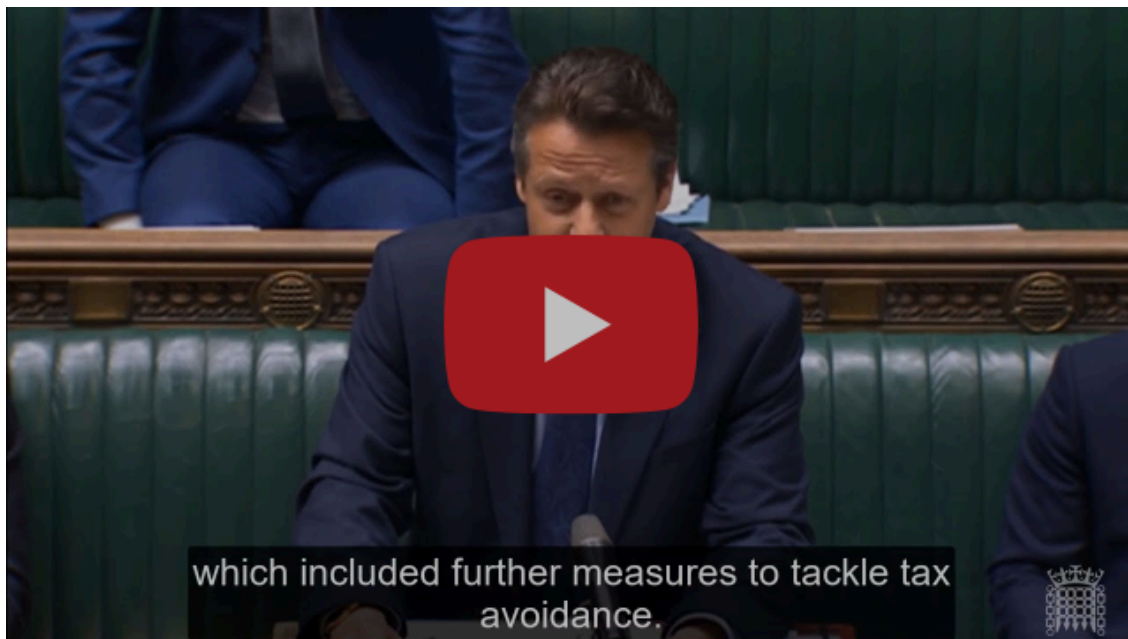 which included further measures to tackle tax
avoidance.